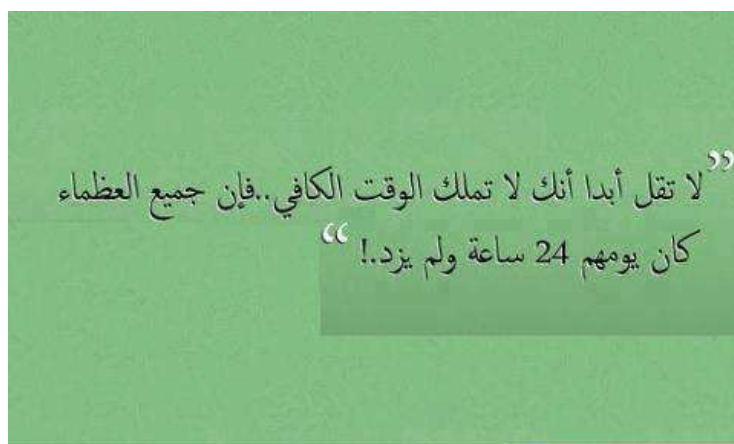 ”لا تقل أبدا أنك لا تملك الوقت الكافي..فإن جميع العظماء
كان يومهم 24 ساعة ولم يزد.! “